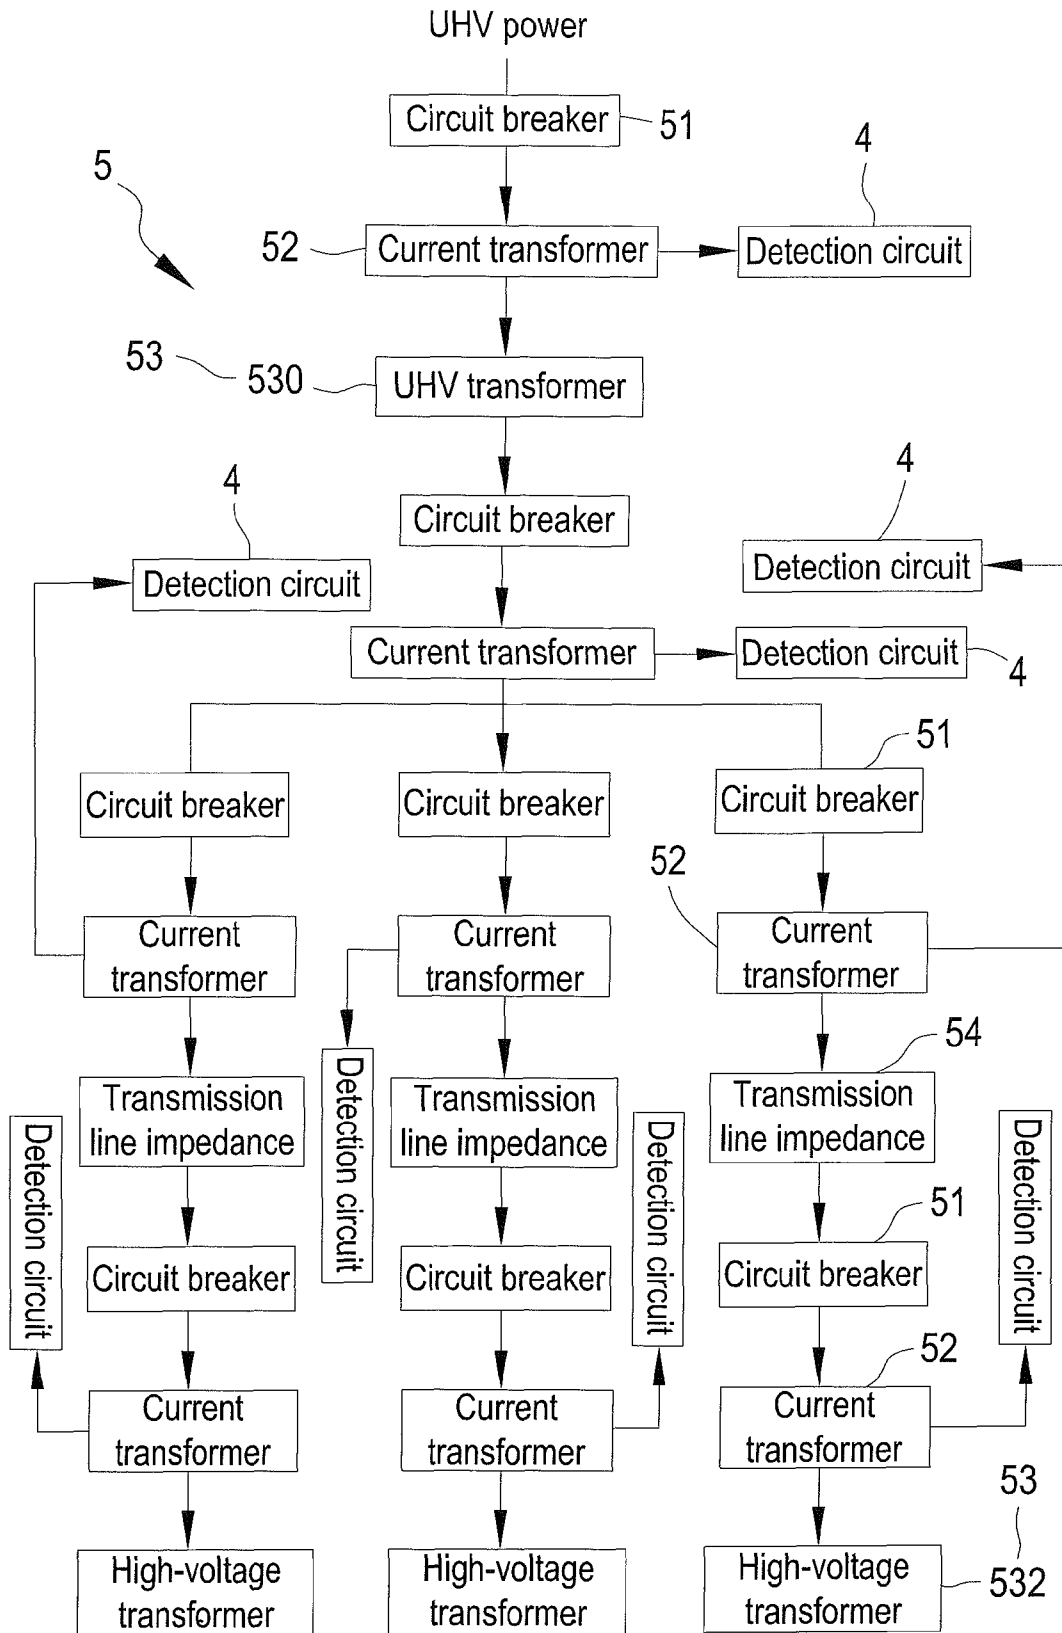 UHV power
Circuit breaker
51
5
4
52
Current transformer
Detection circuit
53
530
UHV transformer
4
4
Circuit breaker
Detection circuit
Detection circuit
Current transformer
Detection circuit
4
51
Circuit breaker
Circuit breaker
Circuit breaker
52
Current
transformer
Current
transformer
Current
transformer
54
Detection circuit
Transmission
line impedance
Transmission
line impedance
Transmission
line impedance
Detection circuit
Detection circuit
Detection circuit
51
Circuit breaker
Circuit breaker
Circuit breaker
52
Current
transformer
Current
transformer
Current
transformer
53
High-voltage
transformer
High-voltage
transformer
High-voltage
transformer
532